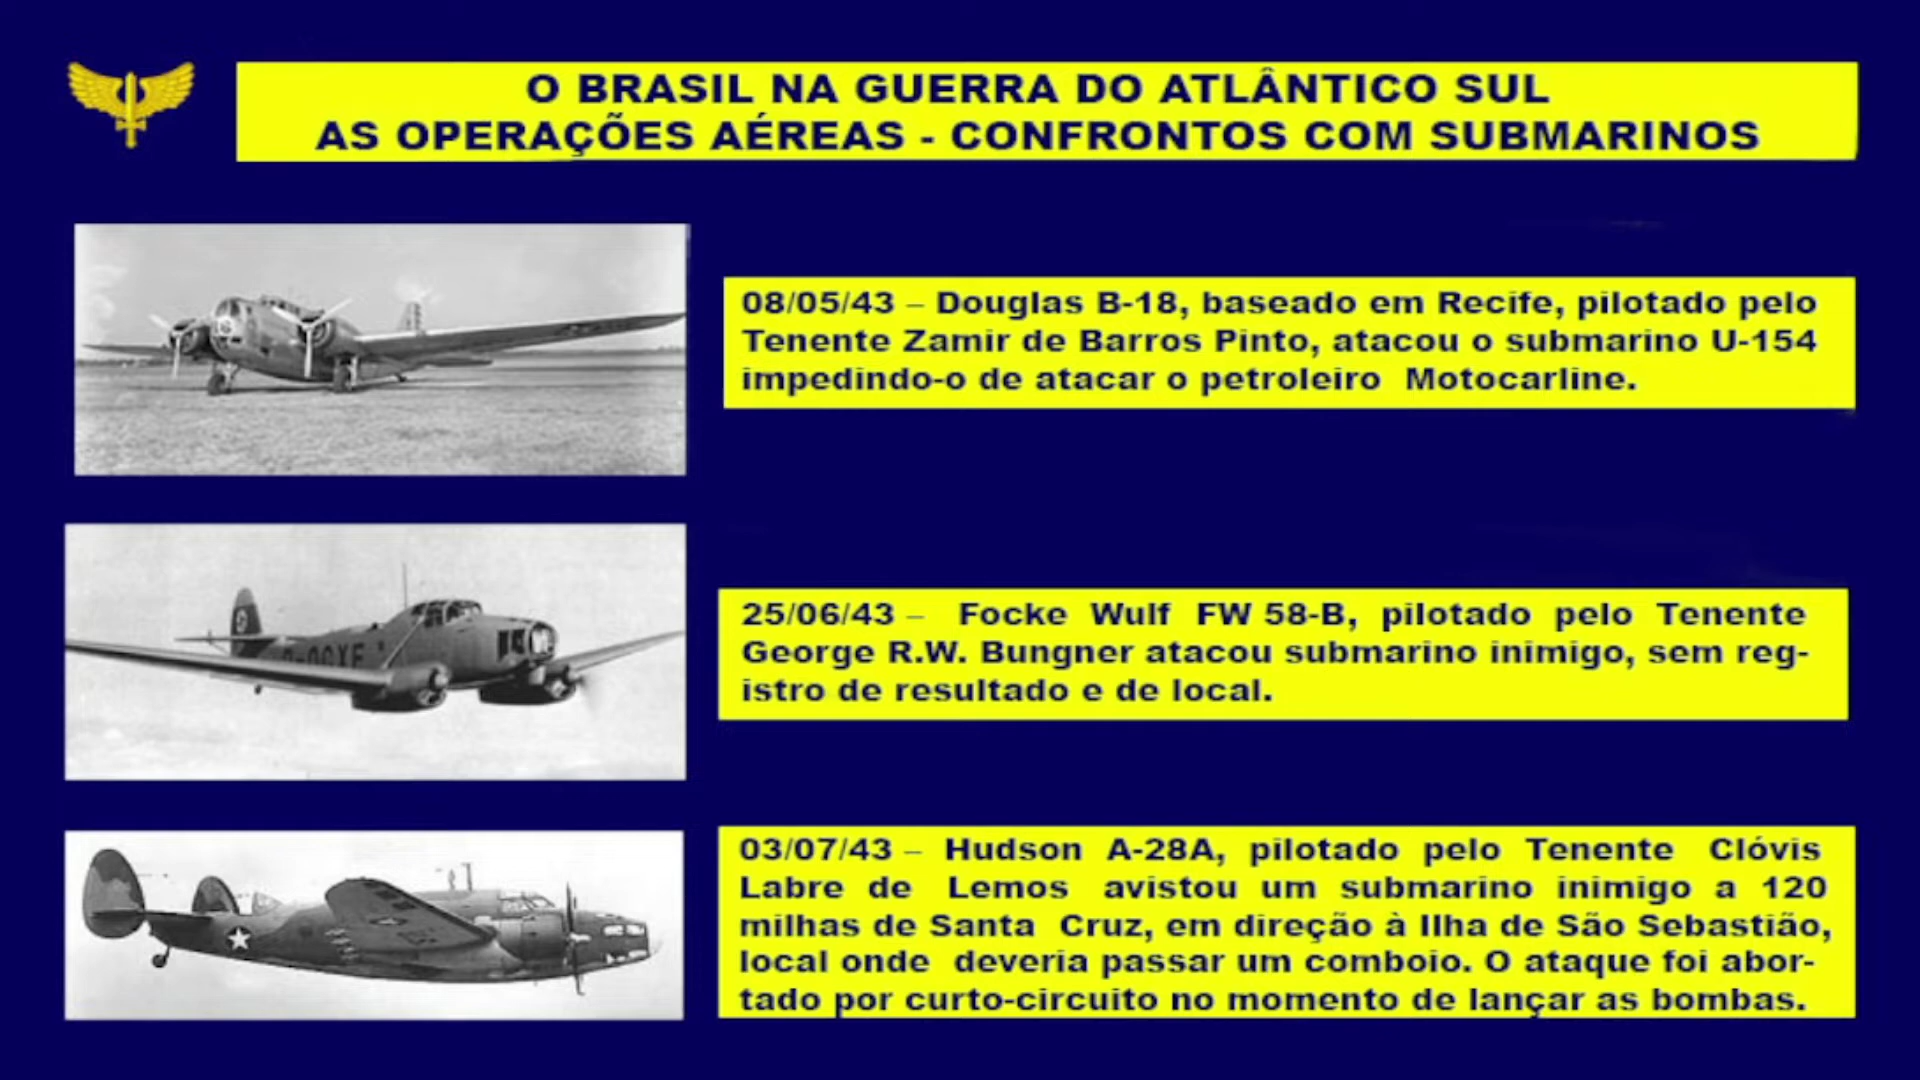 O BRASIL NA GUERRA DO ATLÂNTICO SUL
AS OPERAÇÕES AÉREAS - CONFRONTOS COM SUBMARINOS
08/05/43 – Douglas B-18, baseado em Recife, pilotado pelo
Tenente Zamir de Barros Pinto, atacou o submarino U-154
impedindo-o de atacar o petroleiro Motocarline.
25/06/43 – Focke Wulf FW 58-B, pilotado pelo Tenente
George R.W. Bungner atacou submarino inimigo, sem reg-
istro de resultado e de local.
03/07/43 – Hudson A-28A, pilotado pelo Tenente Clóvis
Labre de Lemos avistou um submarino inimigo a 120
milhas de Santa Cruz, em direção à Ilha de São Sebastião,
local onde deveria passar um comboio. O ataque foi abor-
tado por curto-circuito no momento de lançar as bombas.